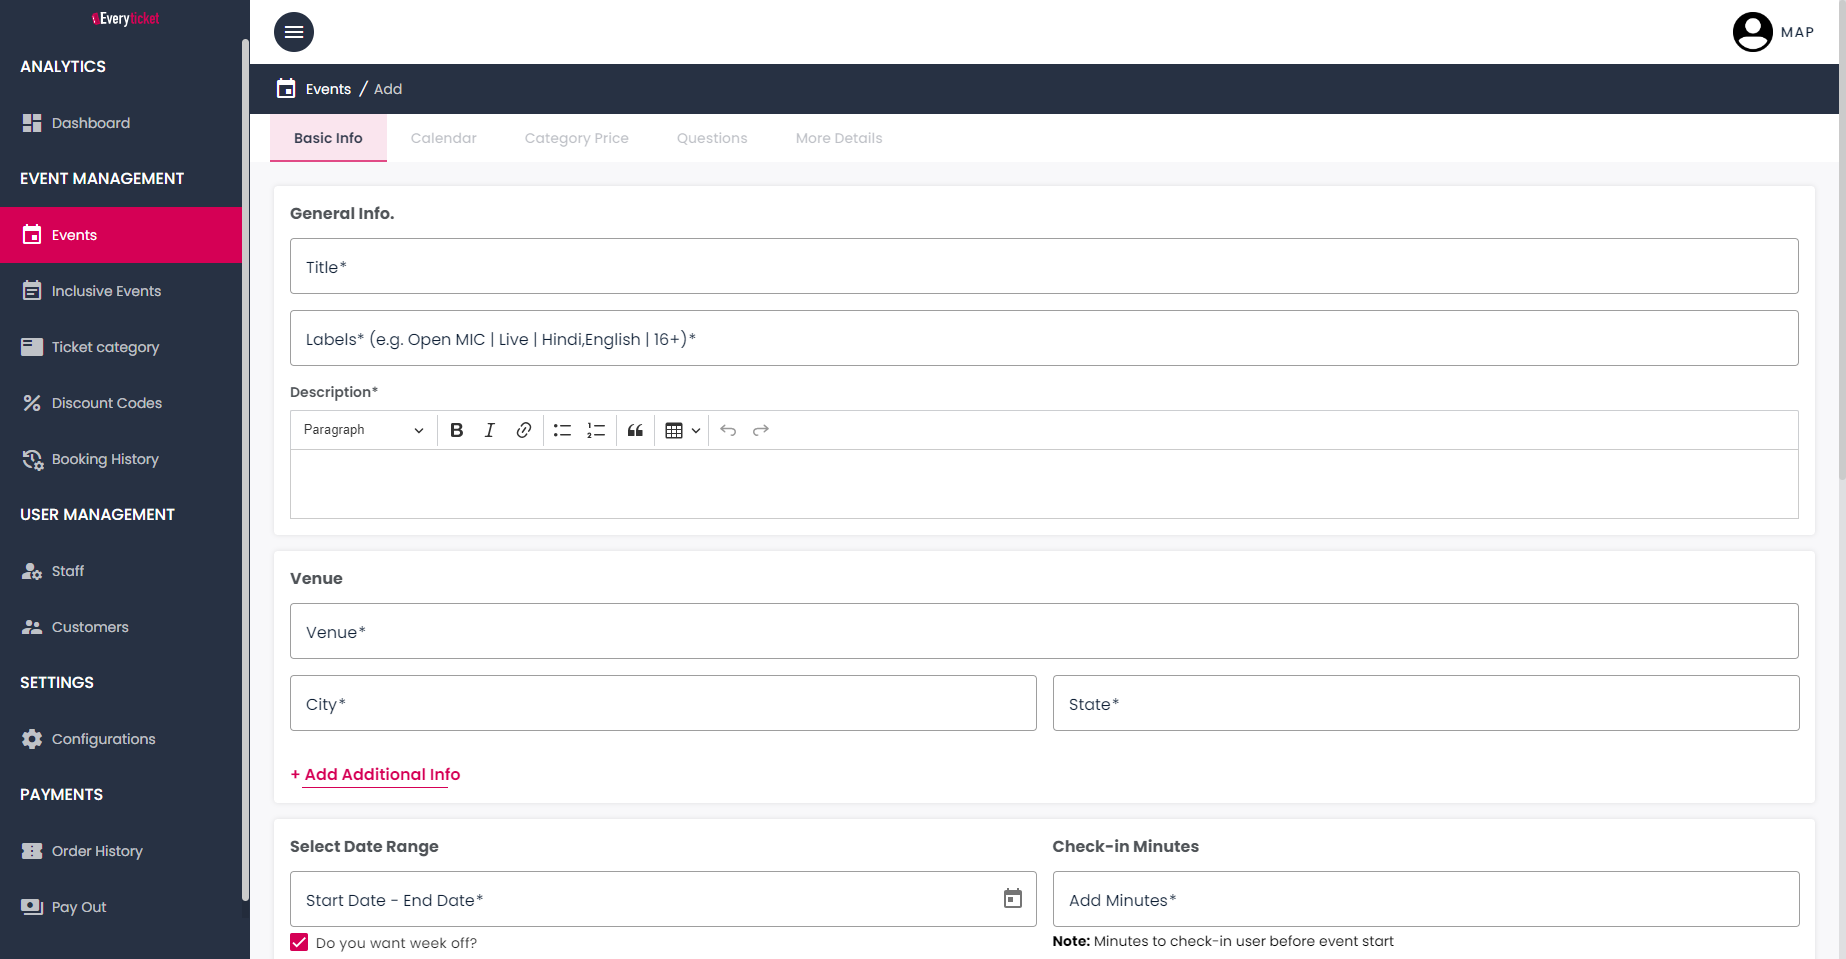 Everyticket
ANALYTICS
Dashboard
EVENT MANAGEMENT
Events
Inclusive Events
Ticket category
Discount Codes
Booking History
USER MANAGEMENT
Staff
Customers
SETTINGS
Configurations
PAYMENTS
Order History
Pay Out
MAP
Events / Add
Basic Info
Calendar
Category Price
Questions
More Details
General Info.
Title*
Labels* (e.g. Open MIC | Live | Hindi,English | 16+)*
Description*
Paragraph
Venue
Venue*
City*
State*
+ Add Additional Info
Select Date Range
Start Date - End Date*
Do you want week off?
Check-in Minutes
Add Minutes*
Note: Minutes to check-in user before event start